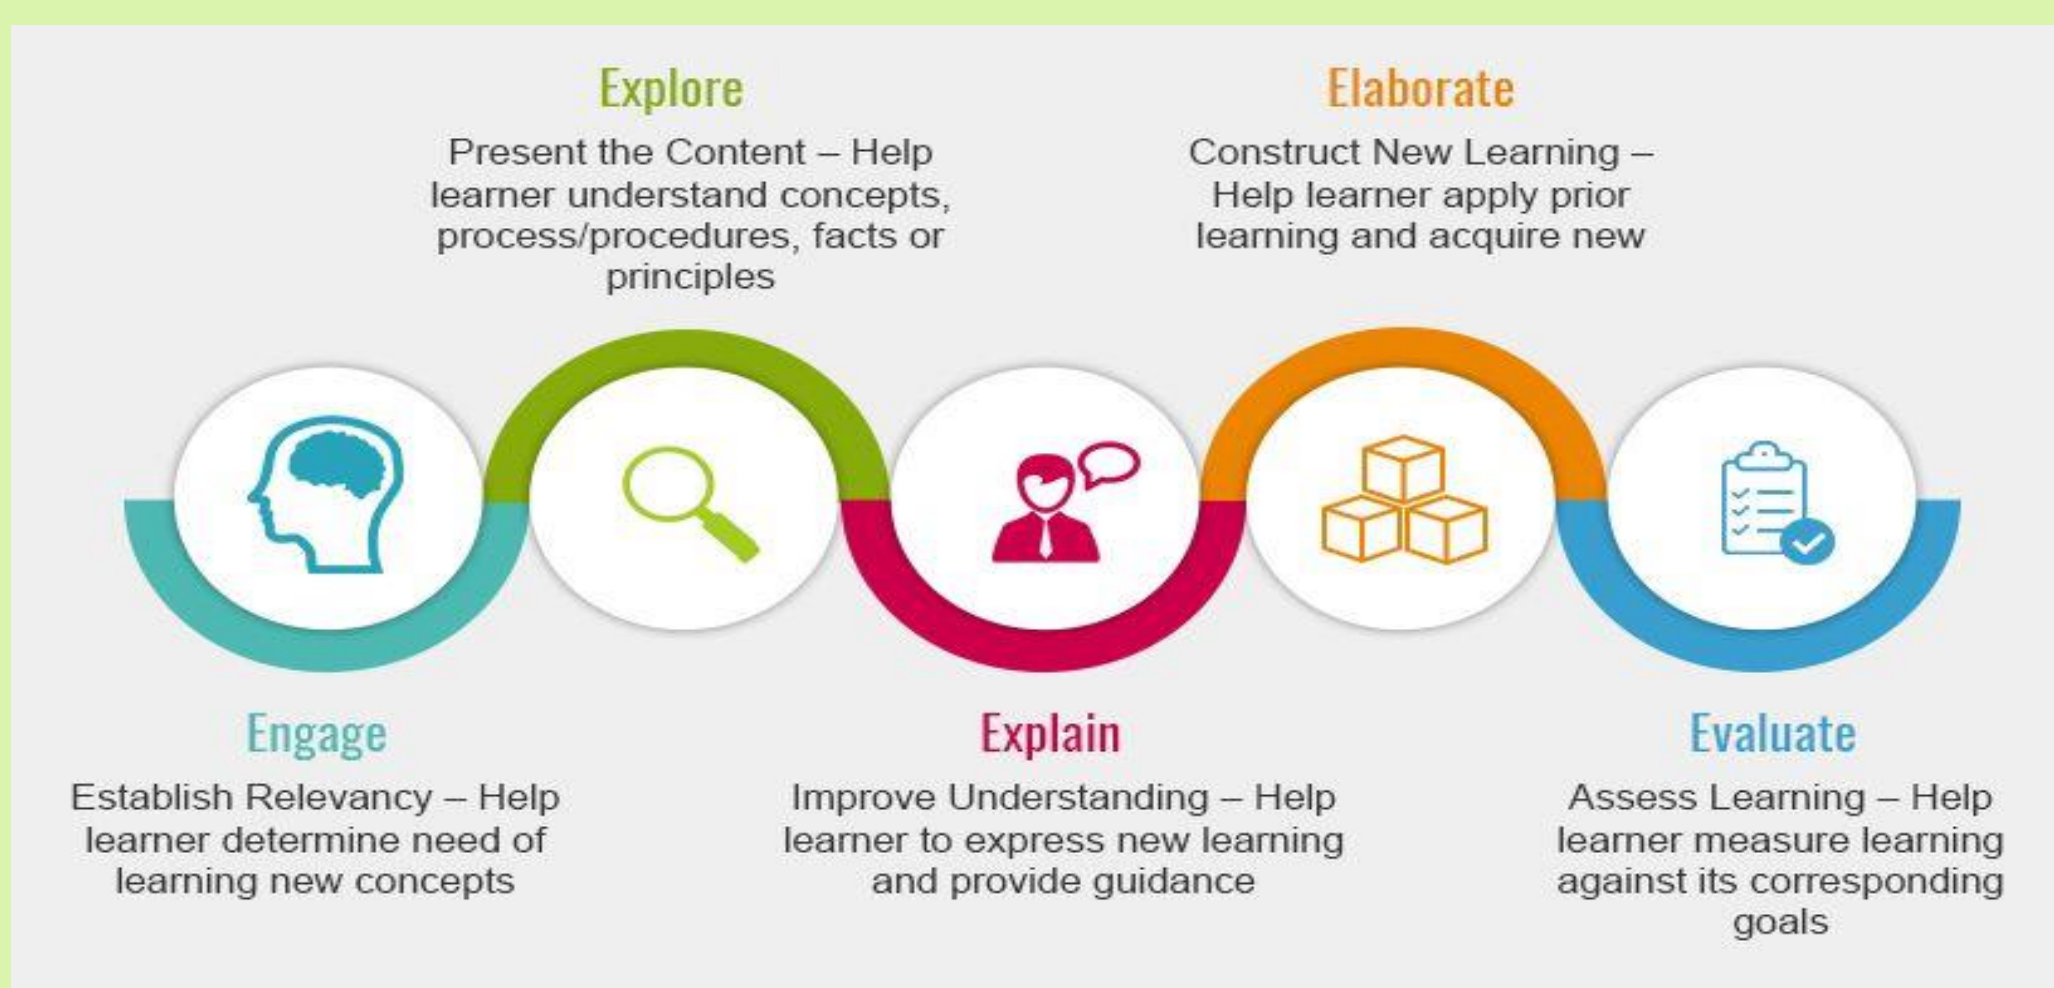 Engage
Establish Relevancy – Help
learner determine need of
learning new concepts
Explore
Present the Content – Help
learner understand concepts,
process/procedures, facts or
principles
Explain
Improve Understanding – Help
learner to express new learning
and provide guidance
Elaborate
Construct New Learning –
Help learner apply prior
learning and acquire new
Evaluate
Assess Learning – Help
learner measure learning
against its corresponding
goals